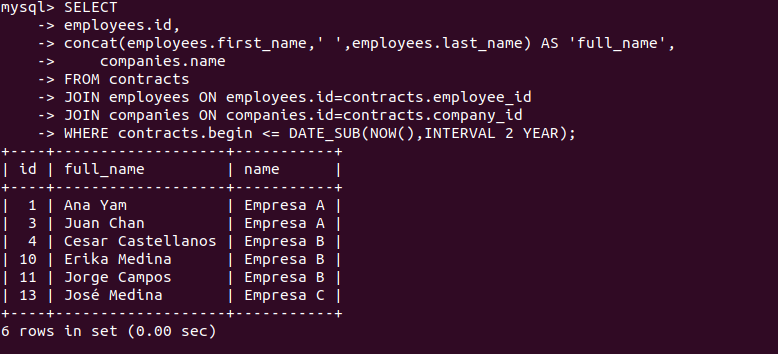 mysql> SELECT
    -> employees.id,
    -> concat(employees.first_name,' ',employees.last_name) AS 'full_name',
    ->     companies.name
    -> FROM contracts
    -> JOIN employees ON employees.id=contracts.employee_id
    -> JOIN companies ON companies.id=contracts.company_id
    -> WHERE contracts.begin <= DATE_SUB(NOW(),INTERVAL 2 YEAR);
+----+-------------------+-----------+
| id | full_name         | name      |
+----+-------------------+-----------+
|  1 | Ana Yam           | Empresa A |
|  3 | Juan Chan         | Empresa A |
|  4 | Cesar Castellanos | Empresa B |
| 10 | Erika Medina      | Empresa B |
| 11 | Jorge Campos      | Empresa B |
| 13 | José Medina       | Empresa C |
+----+-------------------+-----------+
6 rows in set (0.00 sec)